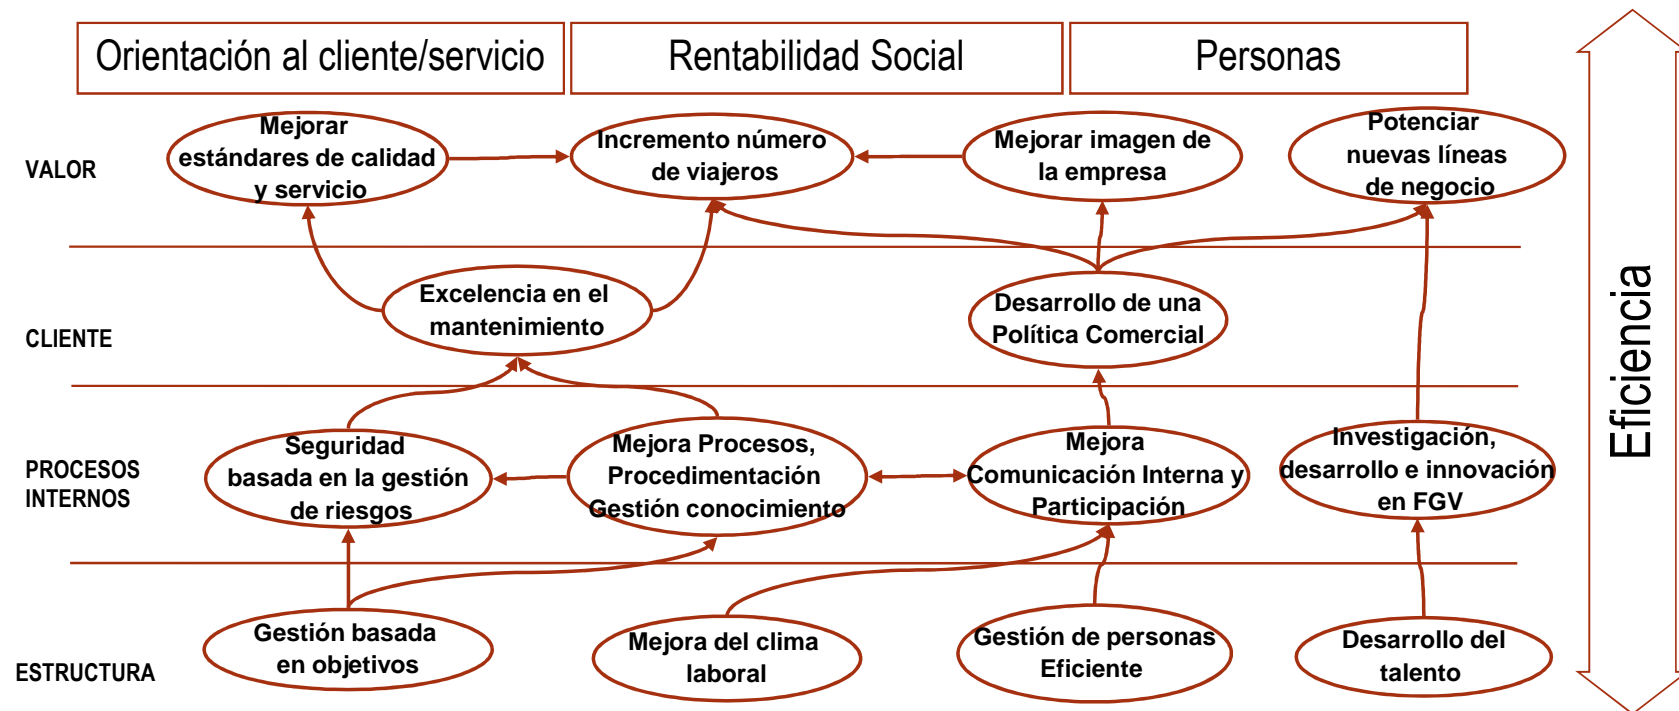 Orientación al cliente/servicio
Rentabilidad Social
Personas
VALOR
Mejorar
estándares de calidad
y servicio
Incremento número
de viajeros
Mejorar imagen de
la empresa
Potenciar
nuevas líneas
de negocio
CLIENTE
Excelencia en el
mantenimiento
Desarrollo de una
Política Comercial
PROCESOS
INTERNOS
Seguridad
basada en la gestión
de riesgos
Mejora Procesos,
Procedimentación
Gestión conocimiento
Mejora
Comunicación Interna y
Participación
Investigación,
desarrollo e innovación
en FGV
ESTRUCTURA
Gestión basada
en objetivos
Mejora del clima
laboral
Gestión de personas
Eficiente
Desarrollo del
talento
Eficiencia